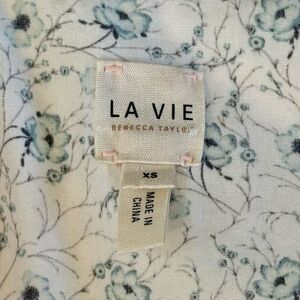 LA VIE
REBECCA TAYLOR
XS
MADE IN
CHINA